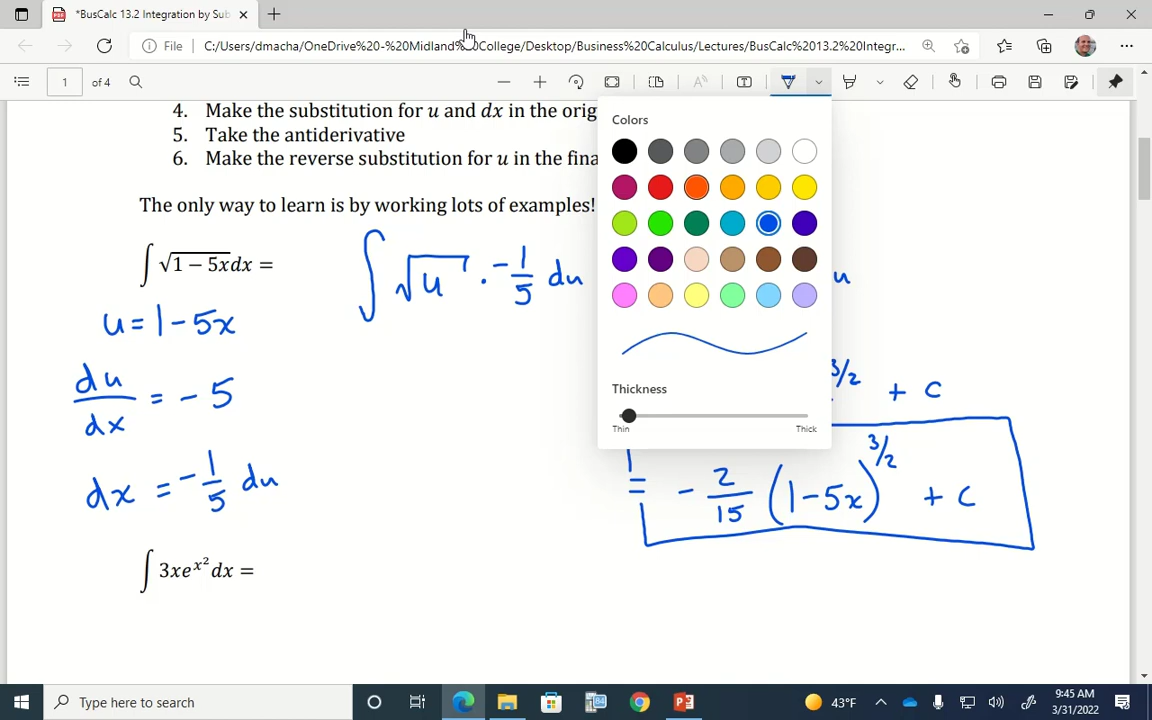 *BusCalc 13.2 Integration by Sub
File C:/Users/dmacha/OneDrive%20-%20Midland%20College/Desktop/Business%20Calculus/Lectures/BusCalc%2013.2%20Integr...
1 of 4
4. Make the substitution for u and dx in the orig
5. Take the antiderivative
6. Make the reverse substitution for u in the fina
The only way to learn is by working lots of examples!
∫ √(1 − 5x) dx =
∫ √u · −1/5 du
u
u = 1 − 5x
du/dx = − 5
3/2 + C
dx = −1/5 du
= − 2/15 (1 − 5x)^3/2 + C
∫ 3xe^x² dx =
Colors
Thickness
Thin Thick
Type here to search
43°F
9:45 AM
3/31/2022